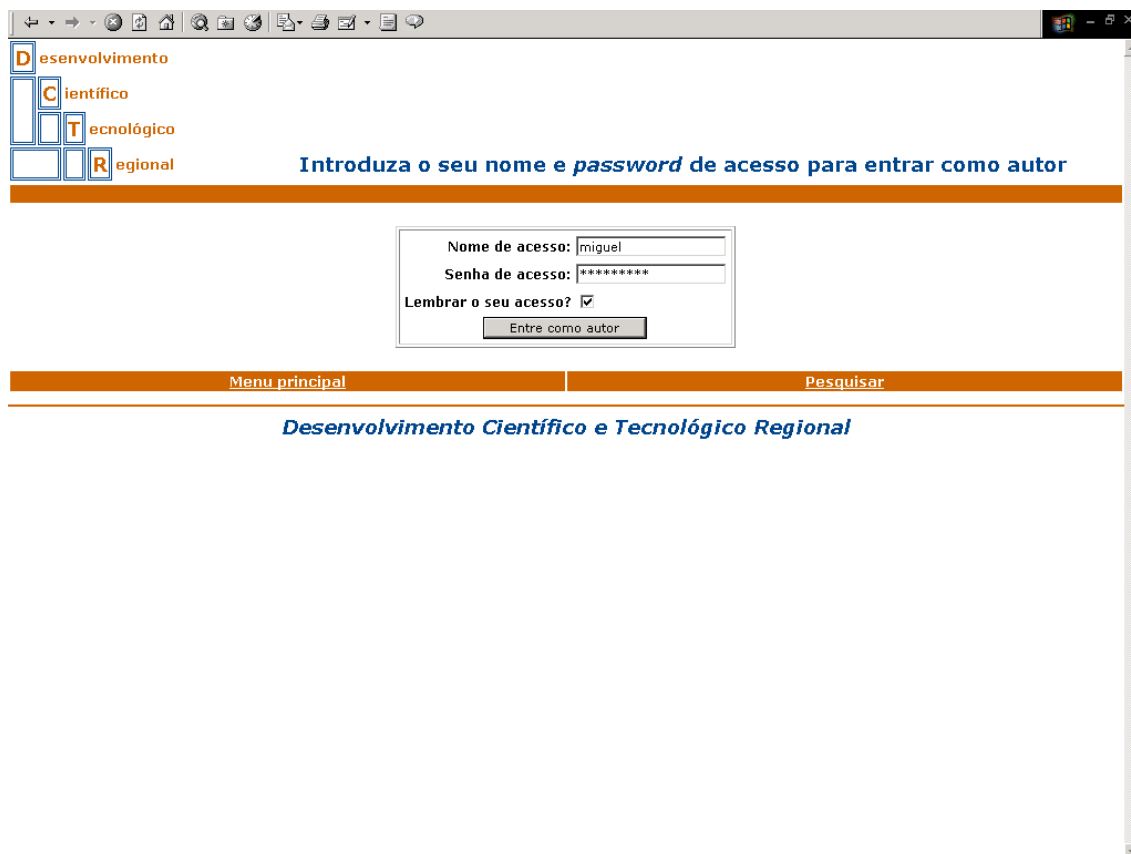 Desenvolvimento
Científico
Tecnológico
Regional
Introduza o seu nome e password de acesso para entrar como autor
Nome de acesso: miguel
Senha de acesso: *********
Lembrar o seu acesso?
Entre como autor
Menu principal Pesquisar
Desenvolvimento Científico e Tecnológico Regional